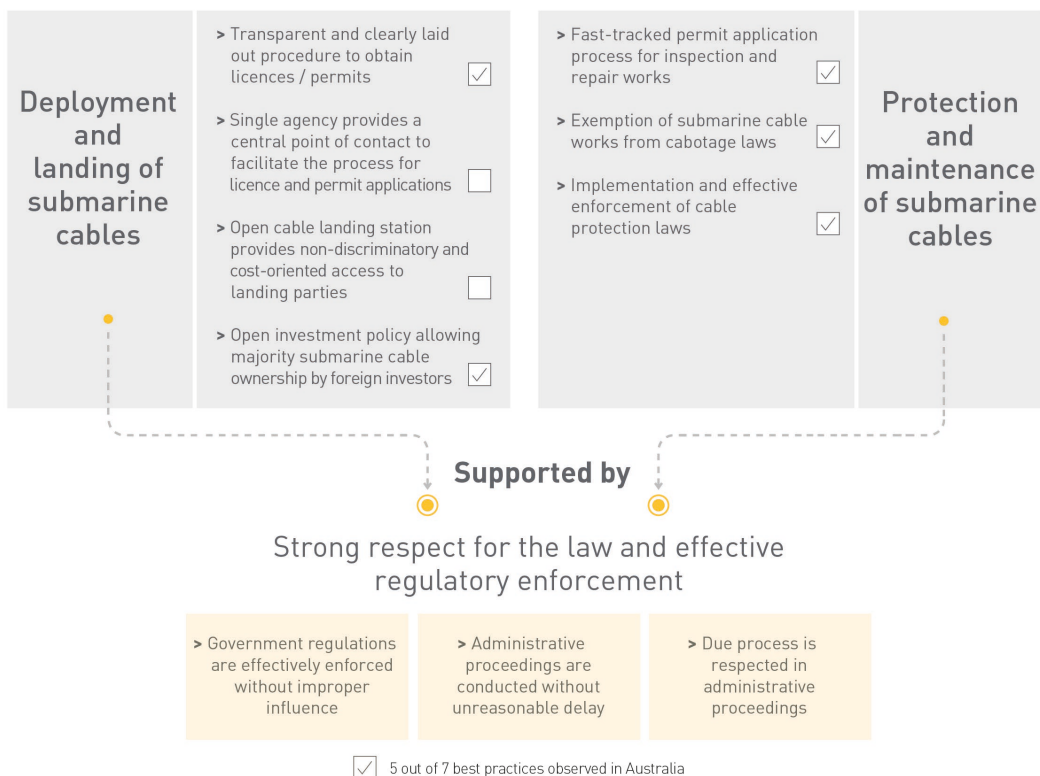 Deployment
and
landing of
submarine
cables
> Transparent and clearly laid
out procedure to obtain
licences / permits
> Single agency provides a
central point of contact to
facilitate the process for
licence and permit applications
> Open cable landing station
provides non-discriminatory and
cost-oriented access to
landing parties
> Open investment policy allowing
majority submarine cable
ownership by foreign investors
> Fast-tracked permit application
process for inspection and
repair works
> Exemption of submarine cable
works from cabotage laws
> Implementation and effective
enforcement of cable
protection laws
Protection
and
maintenance
of submarine
cables
Supported by
Strong respect for the law and effective
regulatory enforcement
> Government regulations
are effectively enforced
without improper
influence
> Administrative
proceedings are
conducted without
unreasonable delay
> Due process is
respected in
administrative
proceedings
5 out of 7 best practices observed in Australia